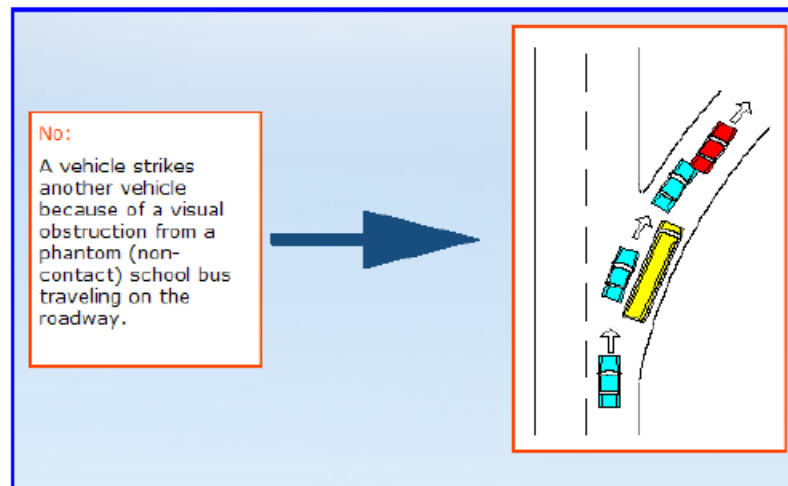 No:
A vehicle strikes
another vehicle
because of a visual
obstruction from a
phantom (non-
contact) school bus
traveling on the
roadway.